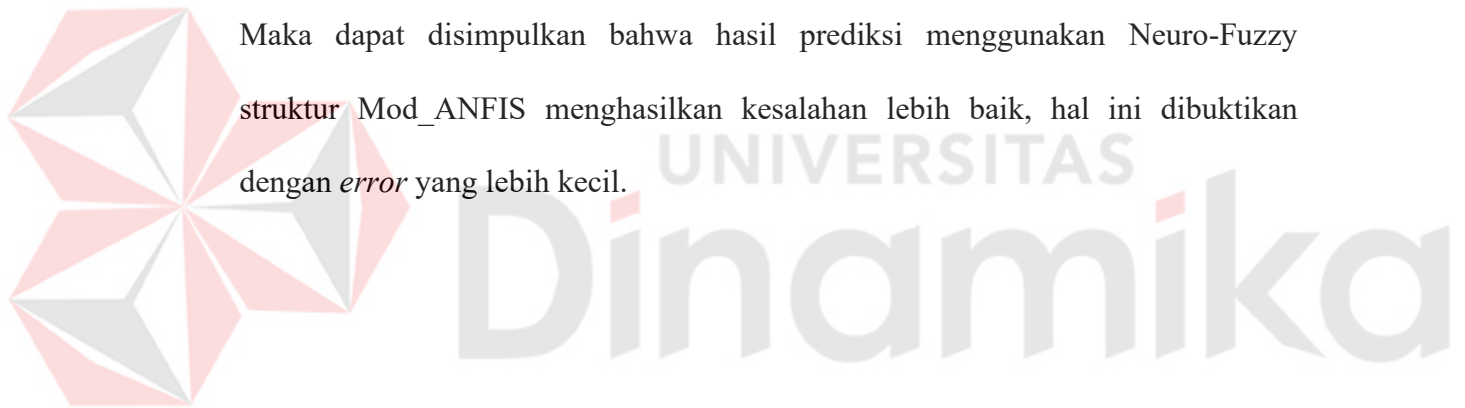 Maka dapat disimpulkan bahwa hasil prediksi menggunakan Neuro-Fuzzy
struktur Mod_ANFIS menghasilkan kesalahan lebih baik, hal ini dibuktikan
dengan error yang lebih kecil.
UNIVERSITAS
Dinamika